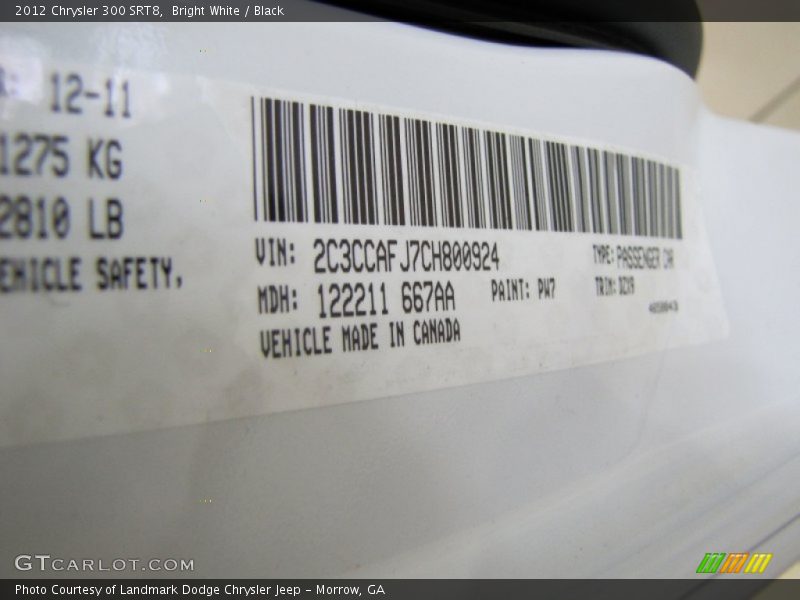 2012 Chrysler 300 SRT8, Bright White / Black
12-11
1275 KG
2810 LB
EHICLE SAFETY,
VIN: 2C3CCAFJ7CH800924
TYPE: PASSENGER CAR
MDH: 122211 667AA
PAINT: PW7
TRIM:
VEHICLE MADE IN CANADA
GTCARLOT.COM
Photo Courtesy of Landmark Dodge Chrysler Jeep – Morrow, GA